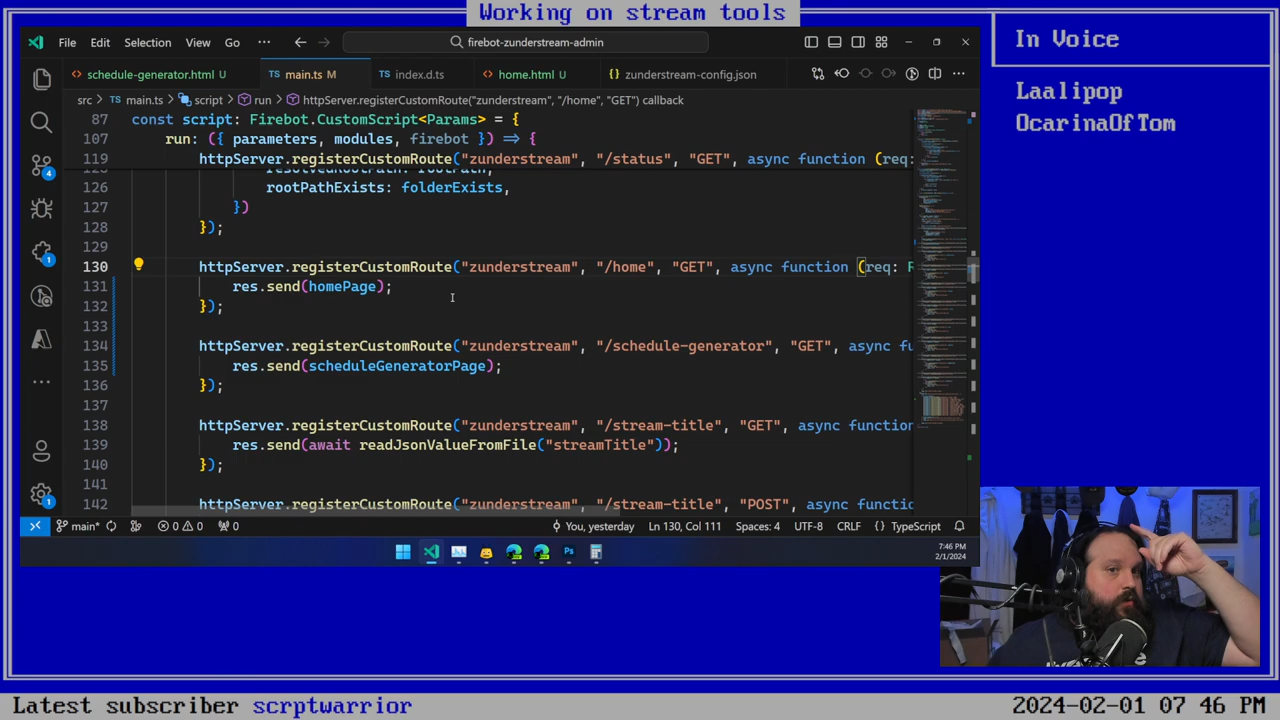 Working on stream tools
File Edit Selection View Go
firebot-zunderstream-admin
schedule-generator.html U
main.ts M
index.d.ts
home.html U
zunderstream-config.json
src main.ts script run httpServer.registerCustomRoute("zunderstream", "/home", "GET") callback
87 const script: Firebot.CustomScript<Params> = {
107 run:
119 httpServer.registerCustomRoute("zunderstream", "/status", "GET", async function (req:
126 rootPathExists: folderExists,
127 })
128 });
129
130 httpServer.registerCustomRoute("zunderstream", "/home", "GET", async function (req:
131 res.send(homePage);
132 });
133
134 httpServer.registerCustomRoute("zunderstream", "/schedule-generator", "GET", async fu
135 res.send(scheduleGeneratorPage);
136 });
137
138 httpServer.registerCustomRoute("zunderstream", "/stream-title", "GET", async function
139 res.send(await readJsonValueFromFile("streamTitle"));
140 });
141
142 httpServer.registerCustomRoute("zunderstream", "/stream-title", "POST", async functio
4
1
1
main* 0 0 0 You, yesterday Ln 130, Col 111 Spaces: 4 UTF-8 CRLF {} TypeScript
7:46 PM
2/1/2024
In Voice
Laalipop
OcarinaOfTom
Latest subscriber scrptwarrior
2024-02-01 07 46 PM